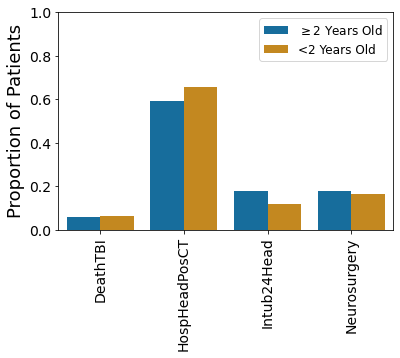 Proportion of Patients
1.0
0.8
0.6
0.4
0.2
0.0
≥2 Years Old
<2 Years Old
DeathTBI
HospHeadPosCT
Intub24Head
Neurosurgery